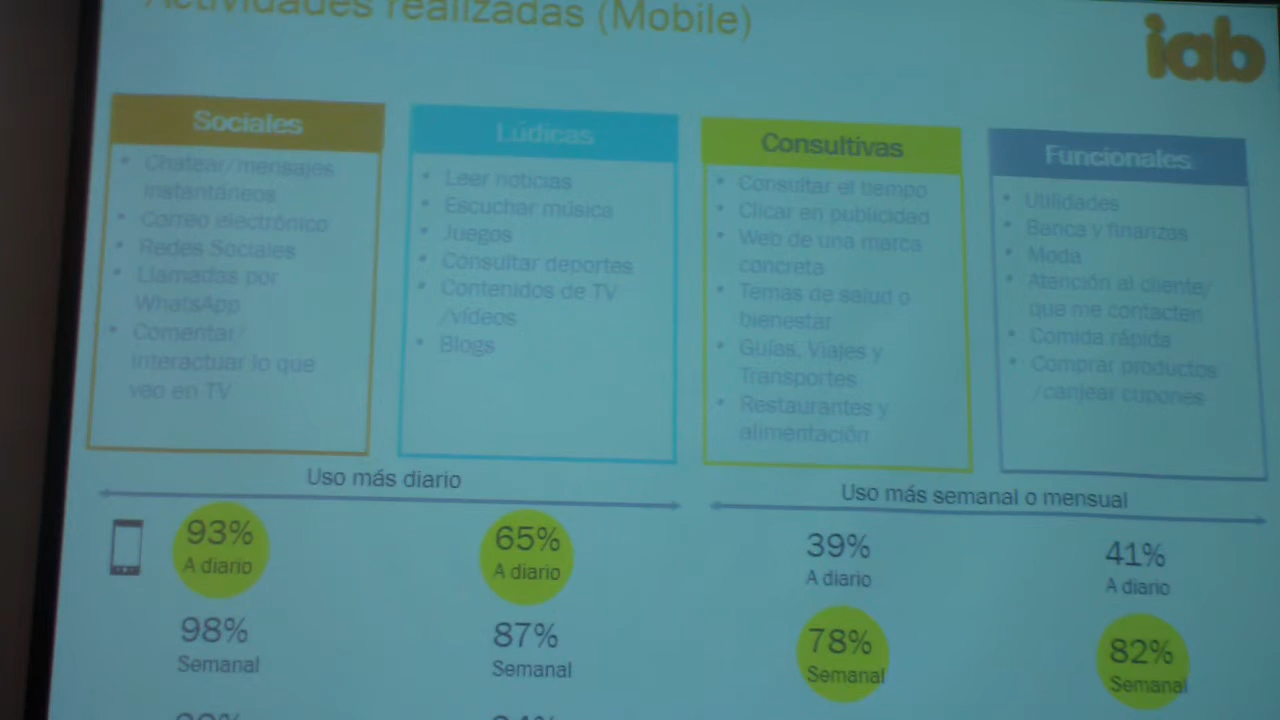 Actividades realizadas (Mobile)
iab
Sociales
• Chatear/mensajes
instantáneos
• Correo electrónico
• Redes Sociales
• Llamadas por
WhatsApp
• Comentar/
interactuar lo que
veo en TV
Lúdicas
• Leer noticias
• Escuchar música
• Juegos
• Consultar deportes
• Contenidos de TV
/vídeos
• Blogs
Consultivas
• Consultar el tiempo
• Clicar en publicidad
• Web de una marca
concreta
• Temas de salud o
bienestar
• Guías, Viajes y
Transportes
• Restaurantes y
alimentación
Funcionales
• Utilidades
• Banca y finanzas
• Moda
• Atención al cliente/
que me contacten
• Comida rápida
• Comprar productos
/canjear cupones
Uso más diario
Uso más semanal o mensual
93%
A diario
65%
A diario
39%
A diario
41%
A diario
98%
Semanal
87%
Semanal
78%
Semanal
82%
Semanal